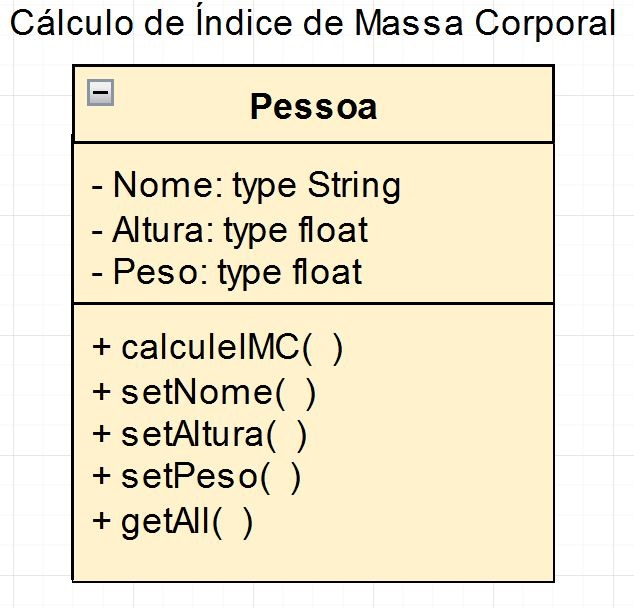 Cálculo de Índice de Massa Corporal
Pessoa
- Nome: type String
- Altura: type float
- Peso: type float
+ calculeIMC( )
+ setNome( )
+ setAltura( )
+ setPeso( )
+ getAll( )